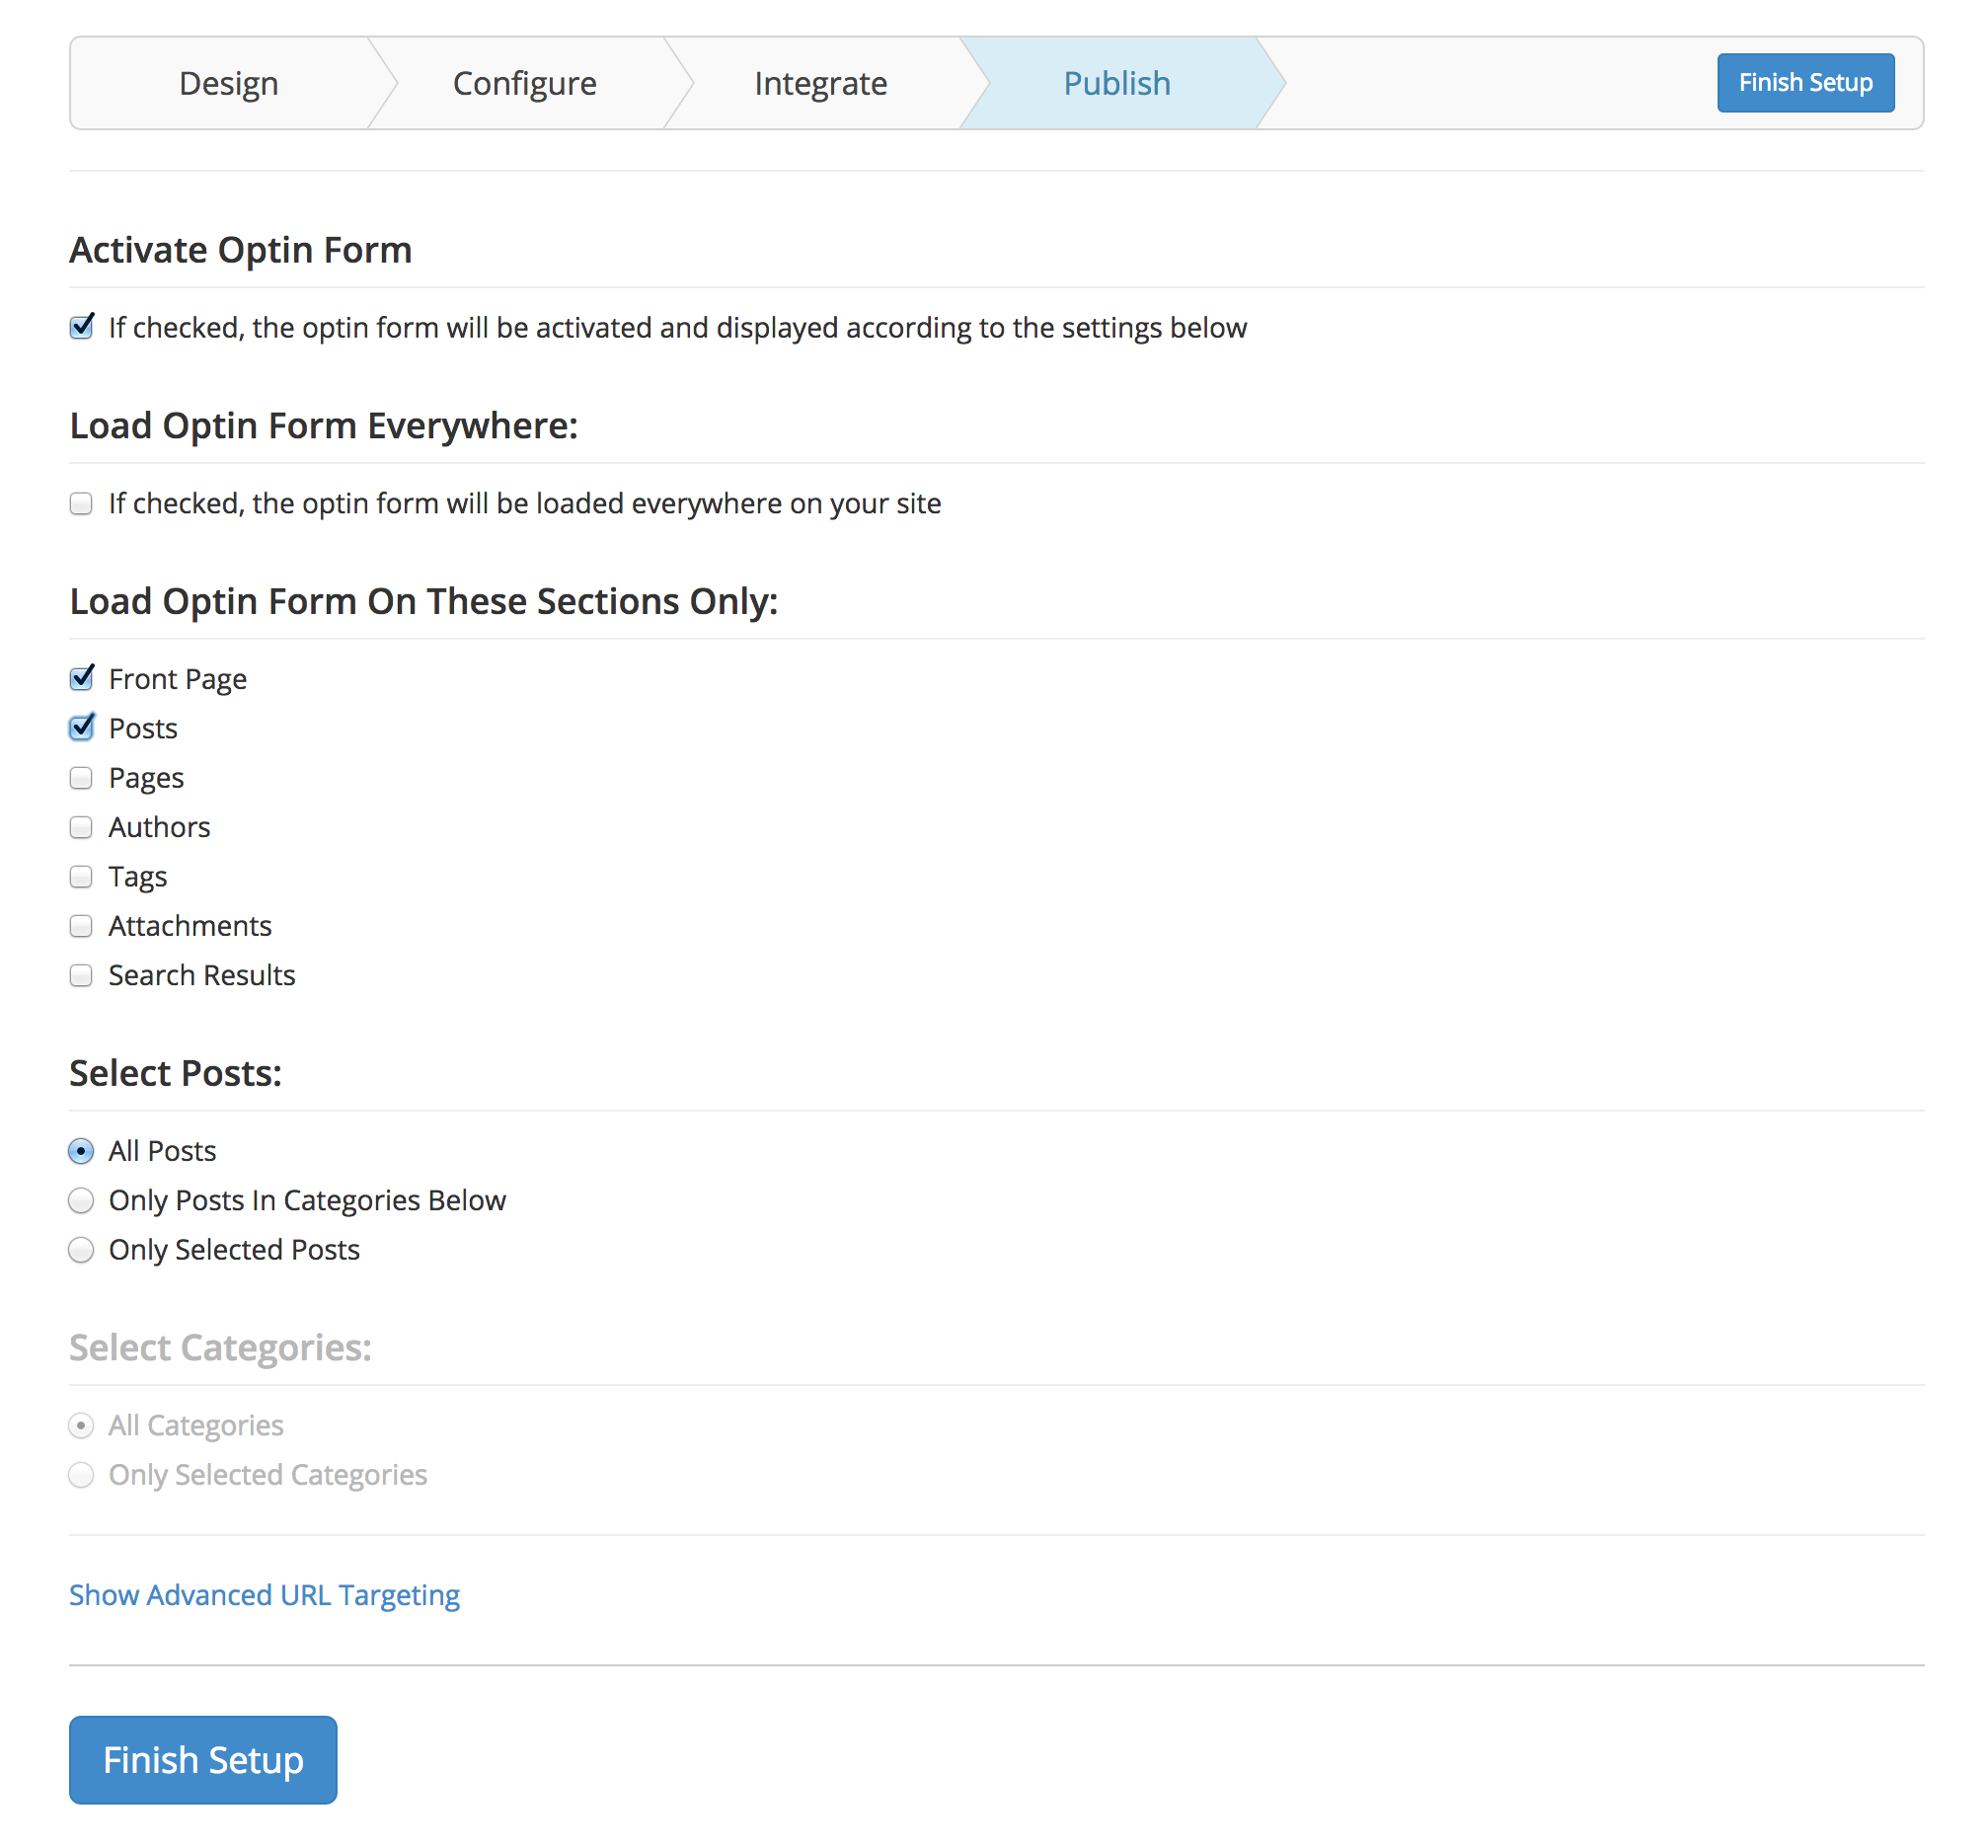 Design Configure Integrate Publish Finish Setup
Activate Optin Form
If checked, the optin form will be activated and displayed according to the settings below
Load Optin Form Everywhere:
If checked, the optin form will be loaded everywhere on your site
Load Optin Form On These Sections Only:
Front Page
Posts
Pages
Authors
Tags
Attachments
Search Results
Select Posts:
All Posts
Only Posts In Categories Below
Only Selected Posts
Select Categories:
All Categories
Only Selected Categories
Show Advanced URL Targeting
Finish Setup